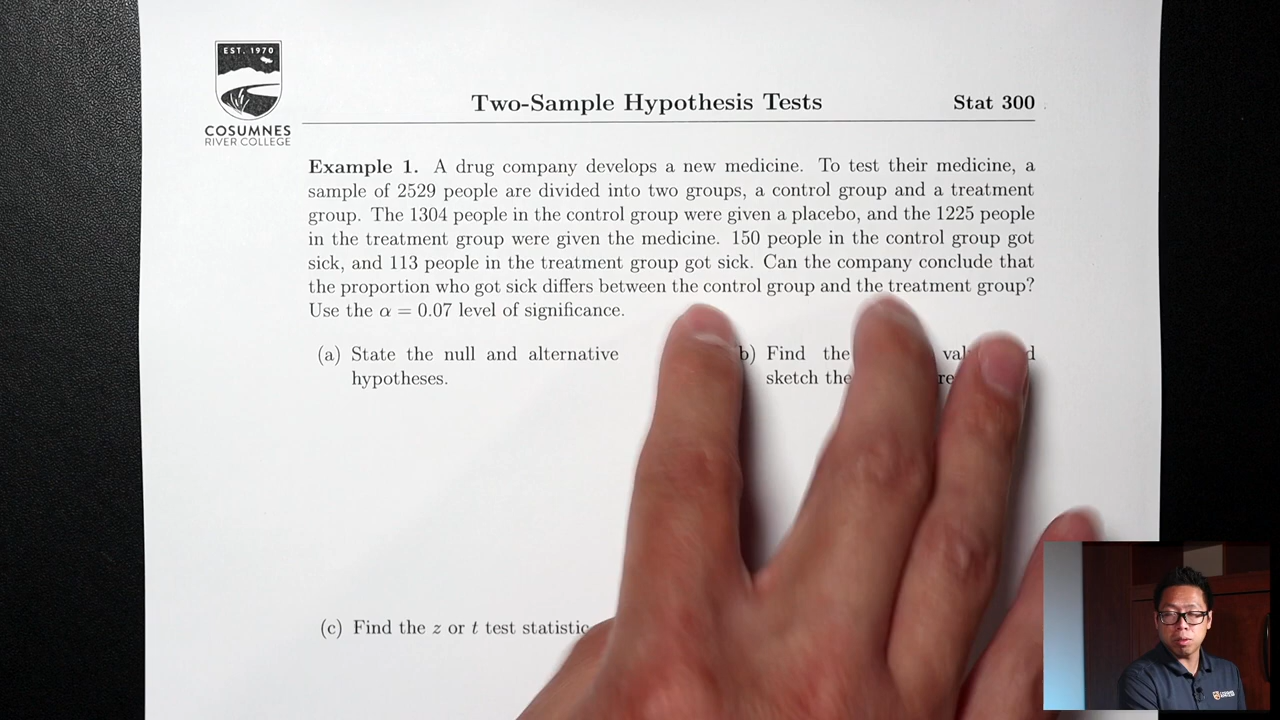 EST. 1970
COSUMNES
RIVER COLLEGE
Two-Sample Hypothesis Tests Stat 300
Example 1. A drug company develops a new medicine. To test their medicine, a
sample of 2529 people are divided into two groups, a control group and a treatment
group. The 1304 people in the control group were given a placebo, and the 1225 people
in the treatment group were given the medicine. 150 people in the control group got
sick, and 113 people in the treatment group got sick. Can the company conclude that
the proportion who got sick differs between the control group and the treatment group?
Use the α = 0.07 level of significance.
(a) State the null and alternative
hypotheses.
b) Find the
sketch the
(c) Find the z or t test statistic